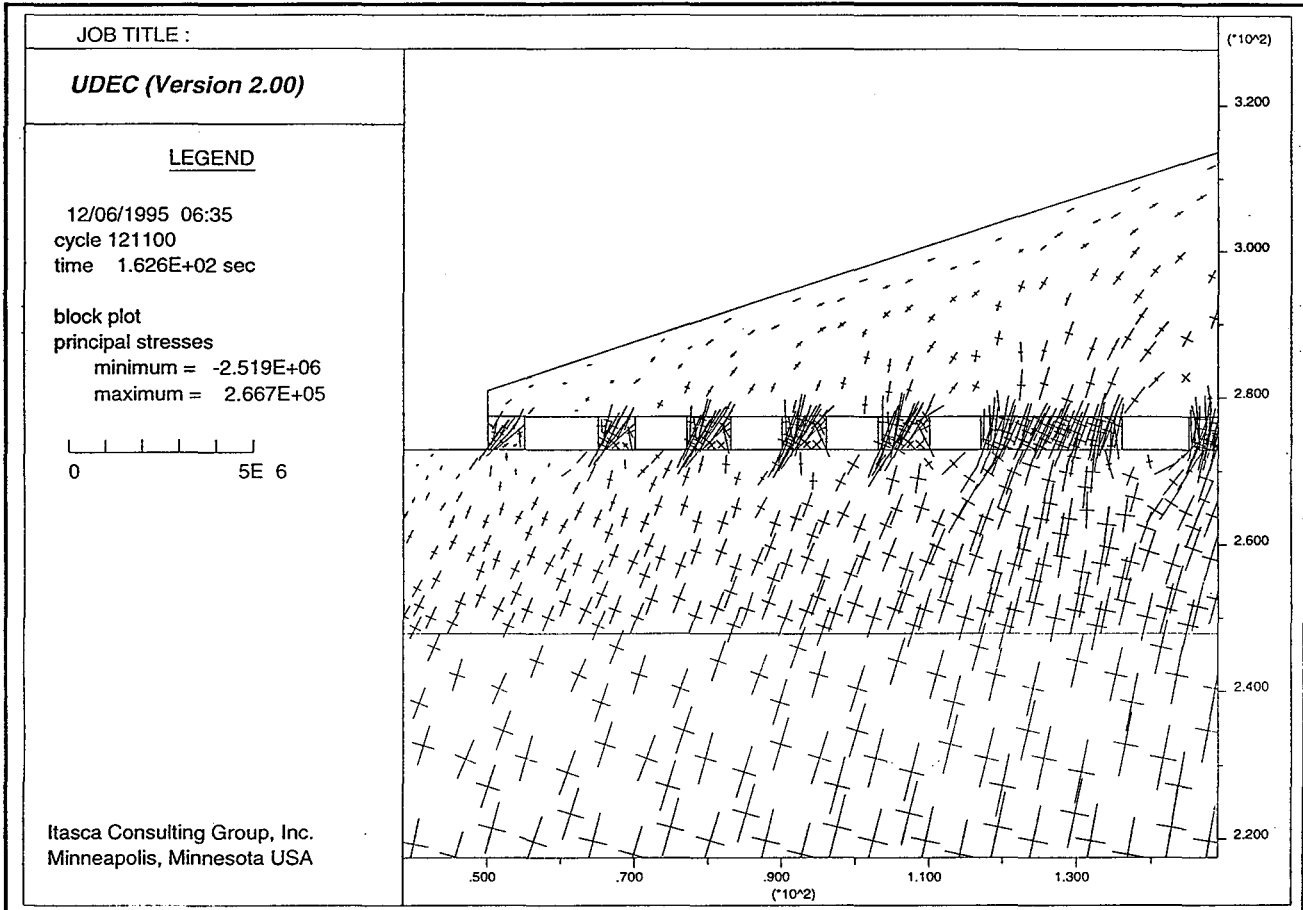 JOB TITLE :
UDEC (Version 2.00)
LEGEND
12/06/1995 06:35
cycle 121100
time 1.626E+02 sec
block plot
principal stresses
minimum = -2.519E+06
maximum = 2.667E+05
0 5E 6
Itasca Consulting Group, Inc.
Minneapolis, Minnesota USA
(*10^2)
3.200
3.000
2.800
2.600
2.400
2.200
.500 .700 .900 1.100 1.300
(*10^2)